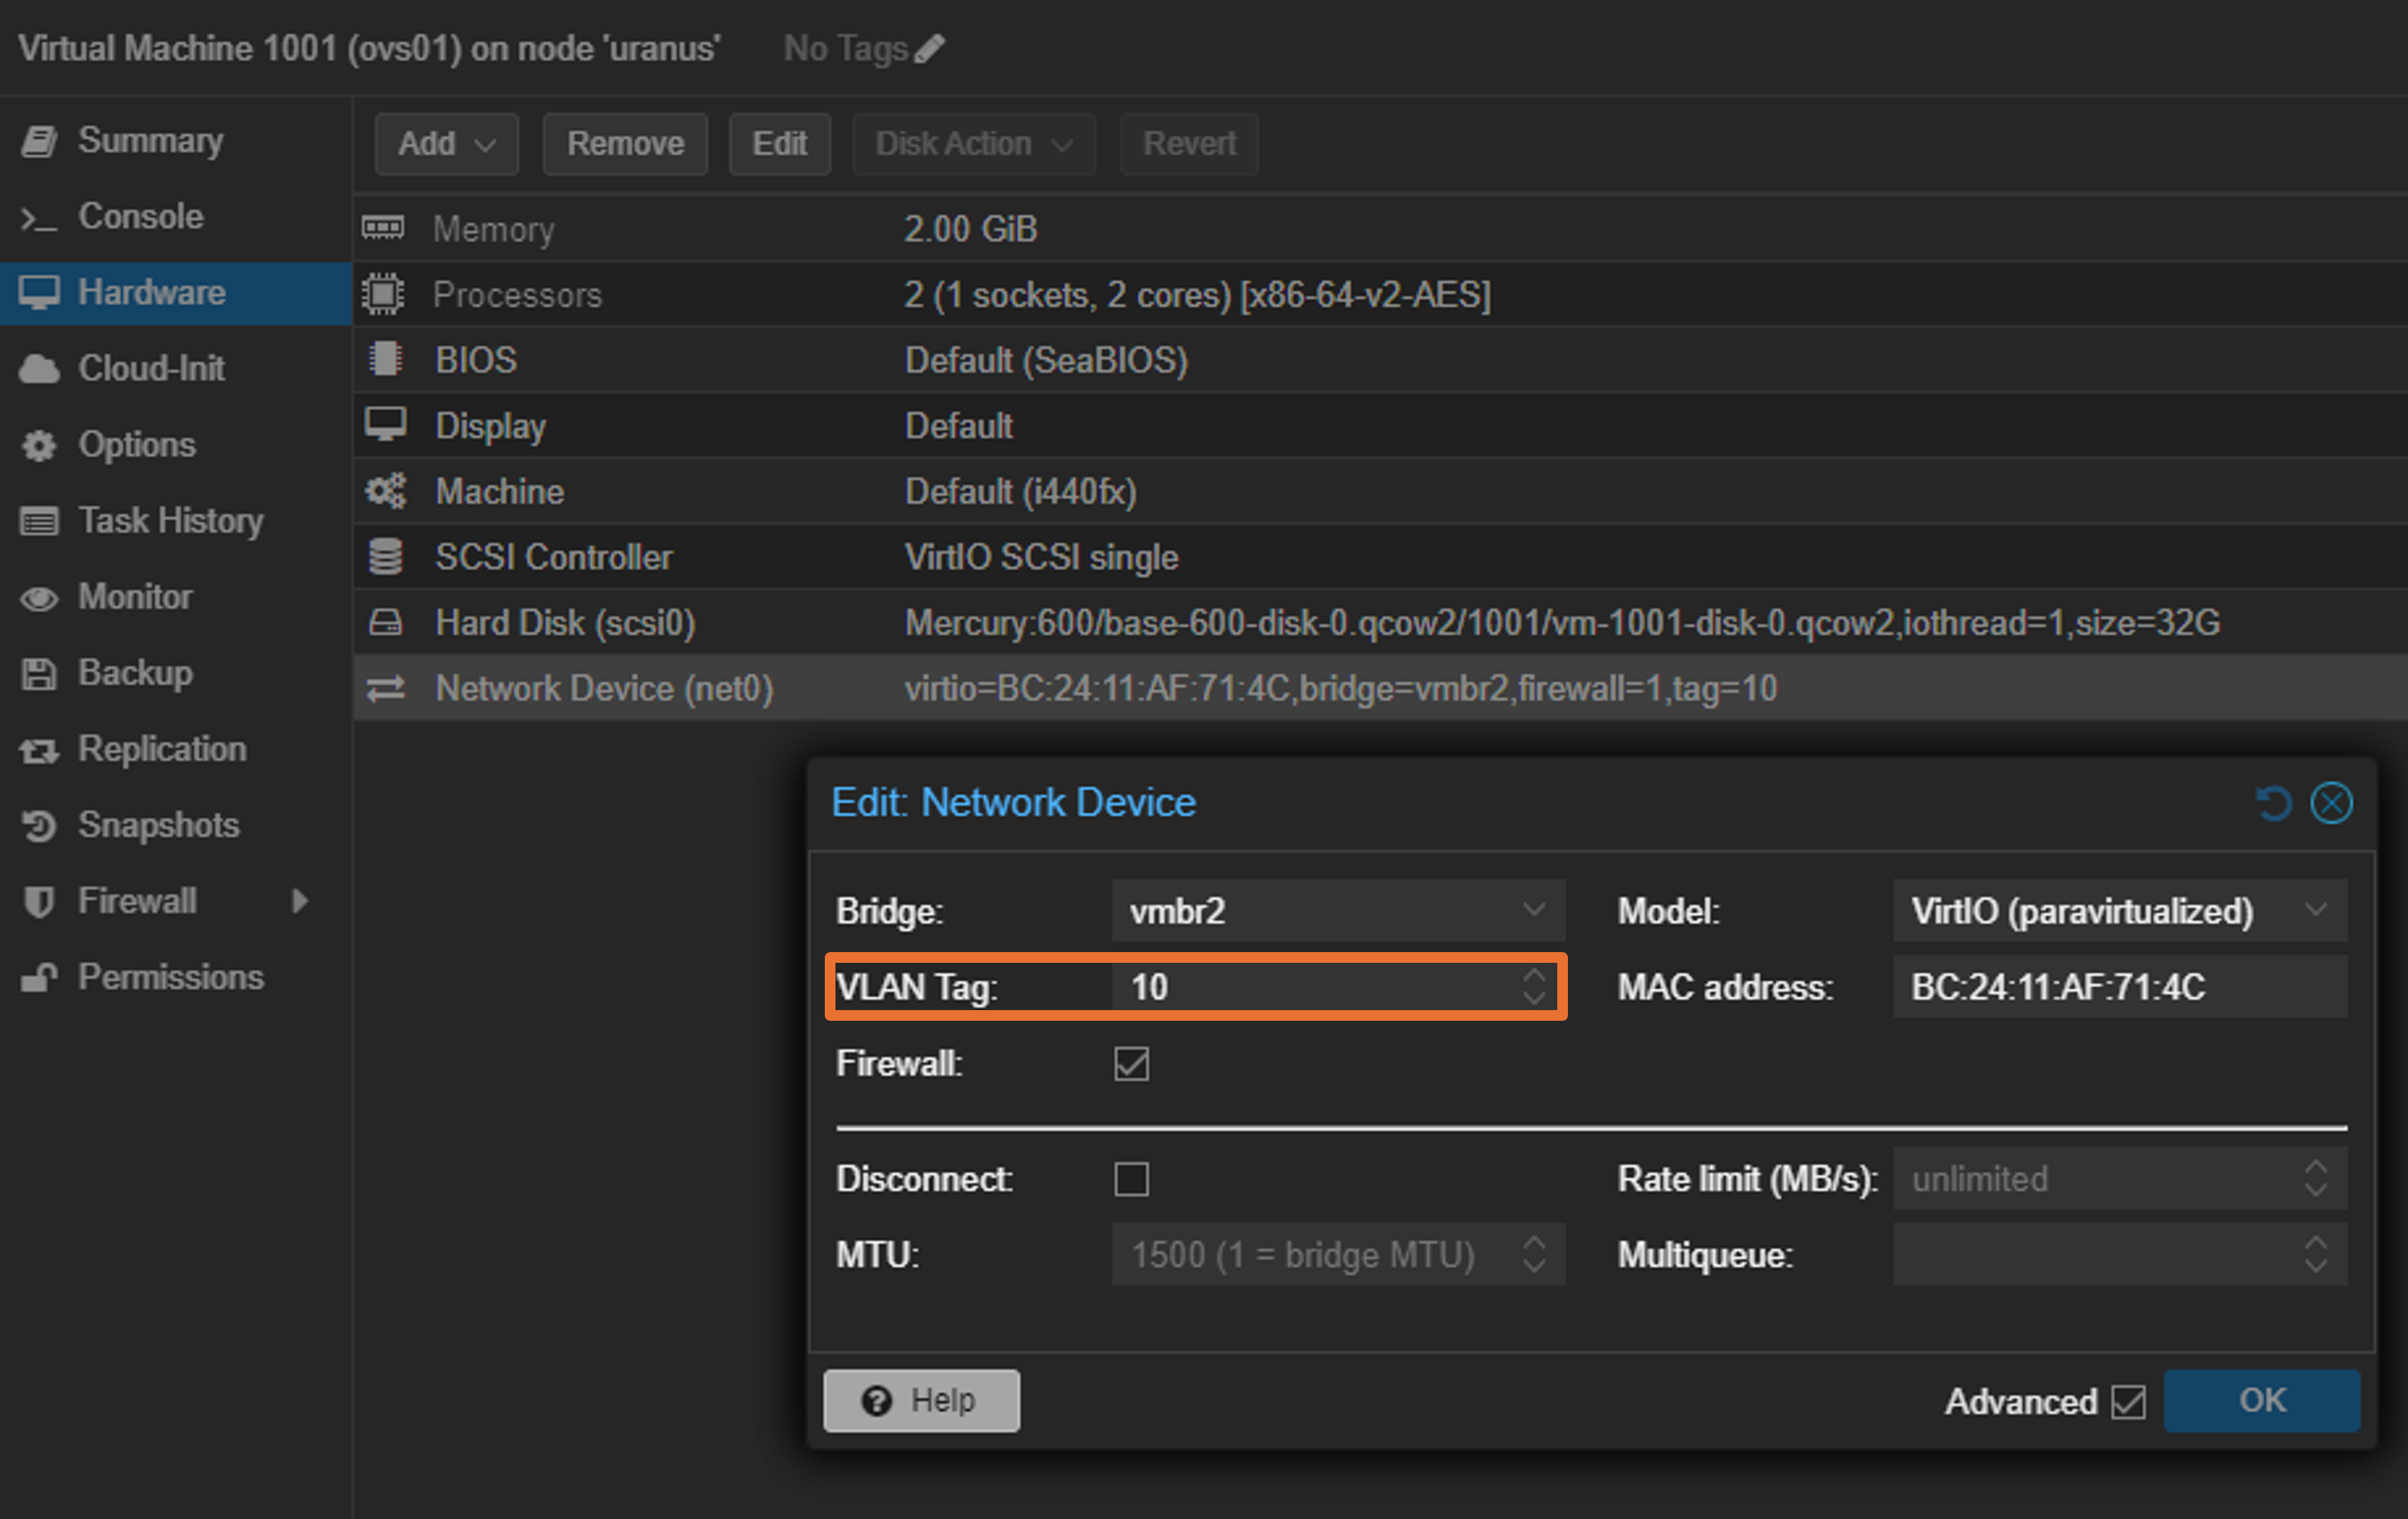 Virtual Machine 1001 (ovs01) on node 'uranus' No Tags
Summary
Console
Hardware
Cloud-Init
Options
Task History
Monitor
Backup
Replication
Snapshots
Firewall
Permissions
Add Remove Edit Disk Action Revert
Memory 2.00 GiB
Processors 2 (1 sockets, 2 cores) [x86-64-v2-AES]
BIOS Default (SeaBIOS)
Display Default
Machine Default (i440fx)
SCSI Controller VirtIO SCSI single
Hard Disk (scsi0) Mercury:600/base-600-disk-0.qcow2/1001/vm-1001-disk-0.qcow2,iothread=1,size=32G
Network Device (net0) virtio=BC:24:11:AF:71:4C,bridge=vmbr2,firewall=1,tag=10
Edit: Network Device
Bridge: vmbr2 Model: VirtIO (paravirtualized)
VLAN Tag: 10 MAC address: BC:24:11:AF:71:4C
Firewall:
Disconnect: Rate limit (MB/s): unlimited
MTU: 1500 (1 = bridge MTU) Multiqueue:
Help Advanced OK